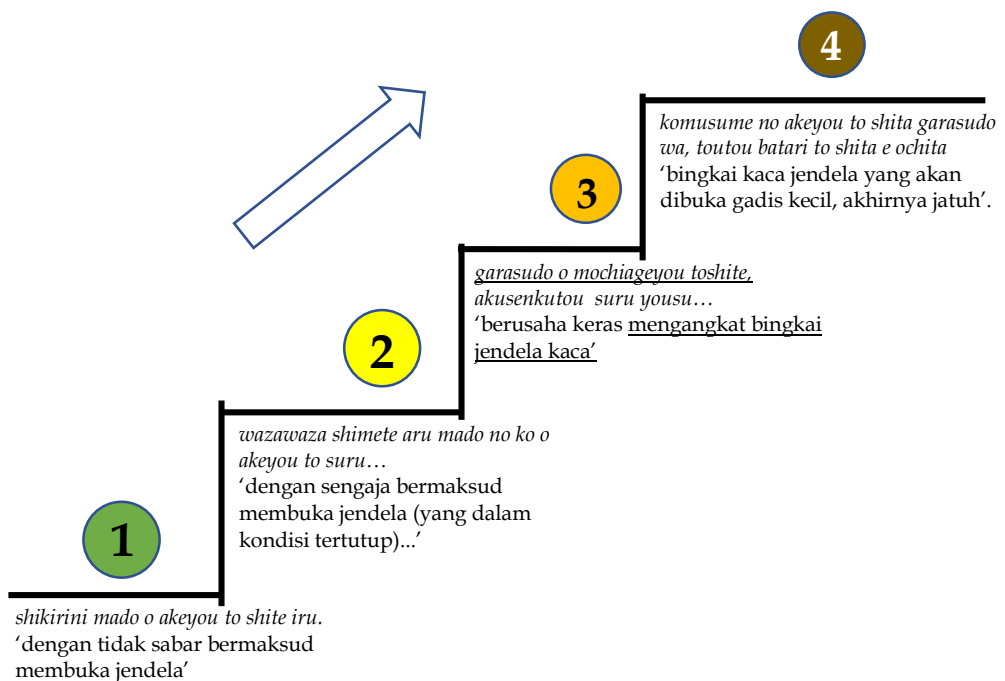 1
shikirini mado o akeyou to shite iru.
‘dengan tidak sabar bermaksud
membuka jendela’
2
wazawaza shimete aru mado no ko o
akeyou to suru…
‘dengan sengaja bermaksud
membuka jendela (yang dalam
kondisi tertutup)...’
3
garasudo o mochiageyou toshite,
akusenkutou suru yousu…
‘berusaha keras mengangkat bingkai
jendela kaca’
4
komusume no akeyou to shita garasudo
wa, toutou batari to shita e ochita
‘bingkai kaca jendela yang akan
dibuka gadis kecil, akhirnya jatuh’.